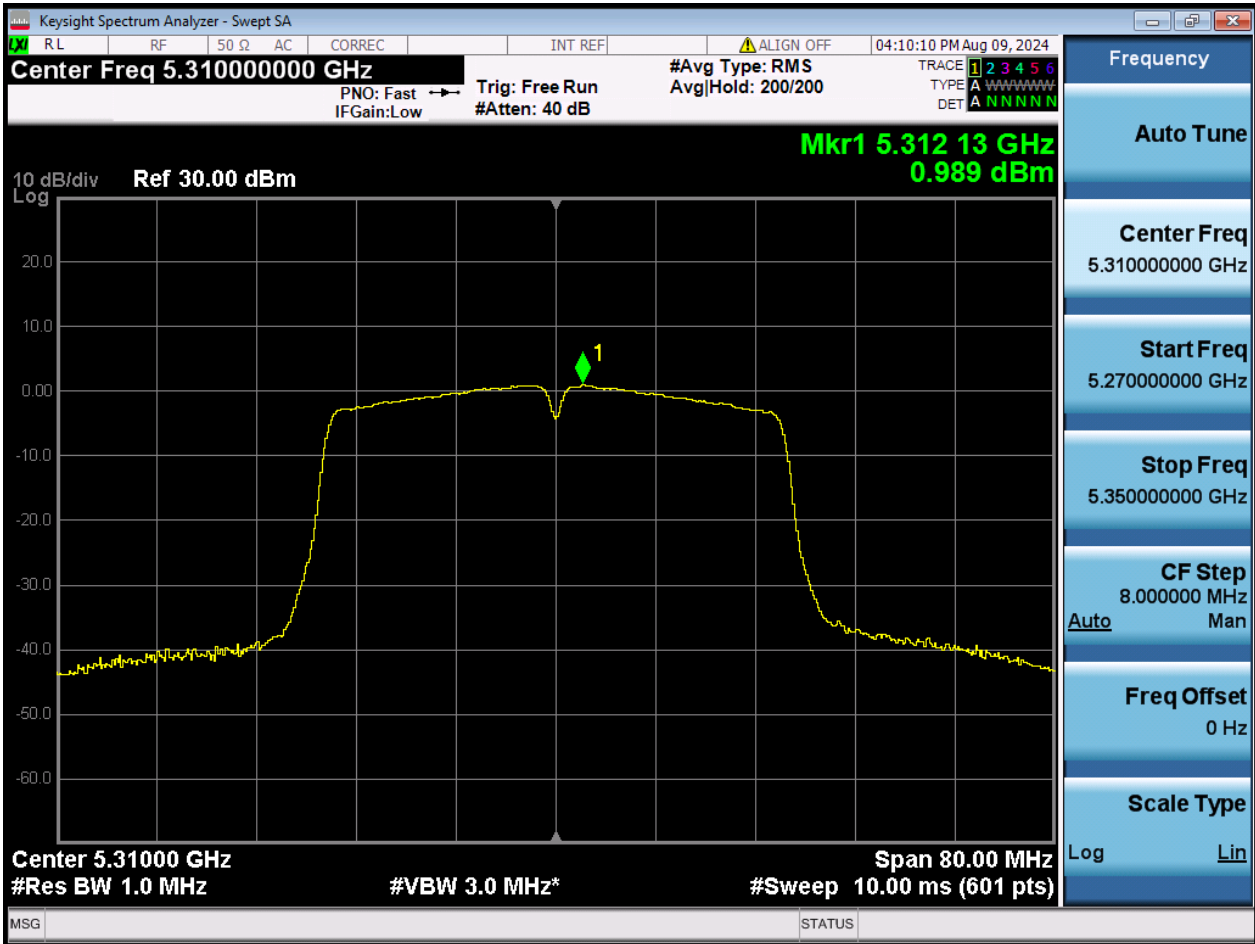 Keysight Spectrum Analyzer - Swept SA
LXI RL RF 50 Ω AC CORREC INT REF ALIGN OFF 04:10:10 PM Aug 09, 2024
Center Freq 5.310000000 GHz
PNO: Fast
IFGain:Low
Trig: Free Run
#Atten: 40 dB
#Avg Type: RMS
Avg|Hold: 200/200
TRACE 1 2 3 4 5 6
TYPE A WWWWW
DET A N N N N N
Mkr1 5.312 13 GHz
0.989 dBm
10 dB/div Ref 30.00 dBm
Log
20.0
10.0
0.00
-10.0
-20.0
-30.0
-40.0
-50.0
-60.0
1
Center 5.31000 GHz Span 80.00 MHz
#Res BW 1.0 MHz #VBW 3.0 MHz* #Sweep 10.00 ms (601 pts)
MSG STATUS
Frequency
Auto Tune
Center Freq
5.310000000 GHz
Start Freq
5.270000000 GHz
Stop Freq
5.350000000 GHz
CF Step
8.000000 MHz
Auto Man
Freq Offset
0 Hz
Scale Type
Log Lin